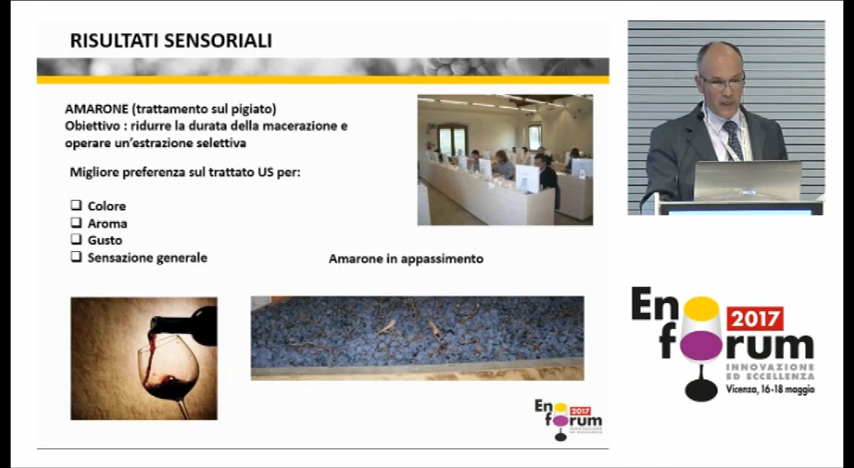 RISULTATI SENSORIALI
AMARONE (trattamento sul pigiato)
Obiettivo : ridurre la durata della macerazione e
operare un'estrazione selettiva
Migliore preferenza sul trattato US per:
Colore
Aroma
Gusto
Sensazione generale
Amarone in appassimento
En
2017
forum
En
2017
forum
INNOVAZIONE
ED ECCELLENZA
Vicenza, 16-18 maggio